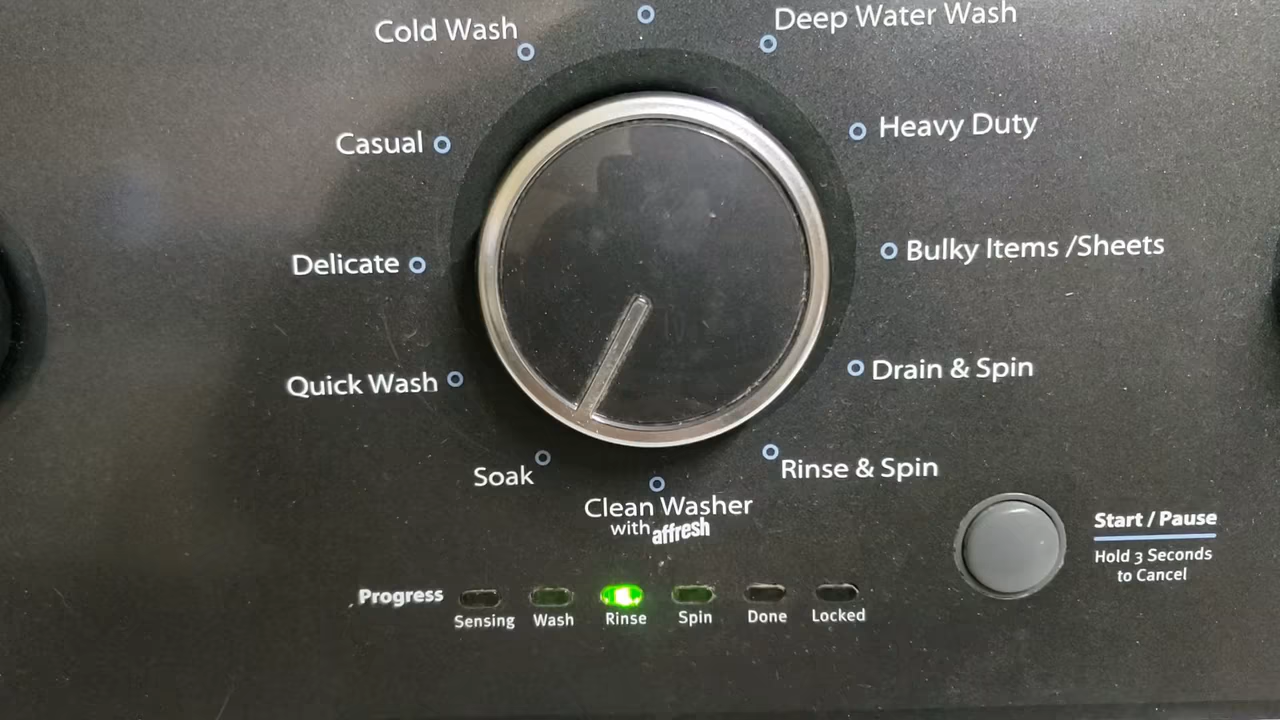 Cold Wash
Deep Water Wash
Casual
Heavy Duty
Delicate
Bulky Items /Sheets
Quick Wash
Drain & Spin
Soak
Rinse & Spin
Clean Washer
with affresh
Start / Pause
Hold 3 Seconds
to Cancel
Progress
Sensing
Wash
Rinse
Spin
Done
Locked